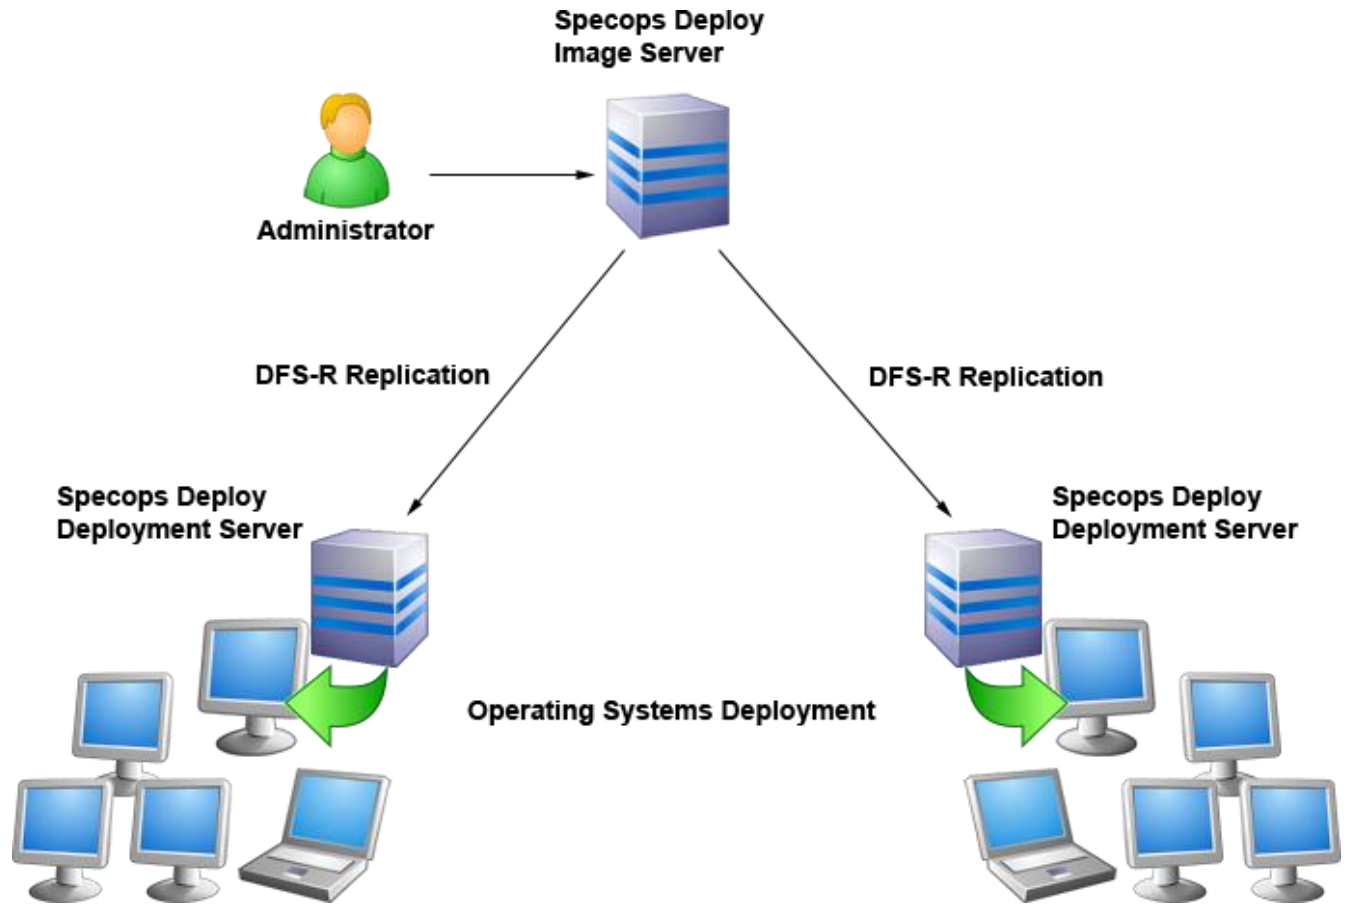 Specops Deploy
Image Server
Administrator
DFS-R Replication
DFS-R Replication
Specops Deploy
Deployment Server
Specops Deploy
Deployment Server
Operating Systems Deployment